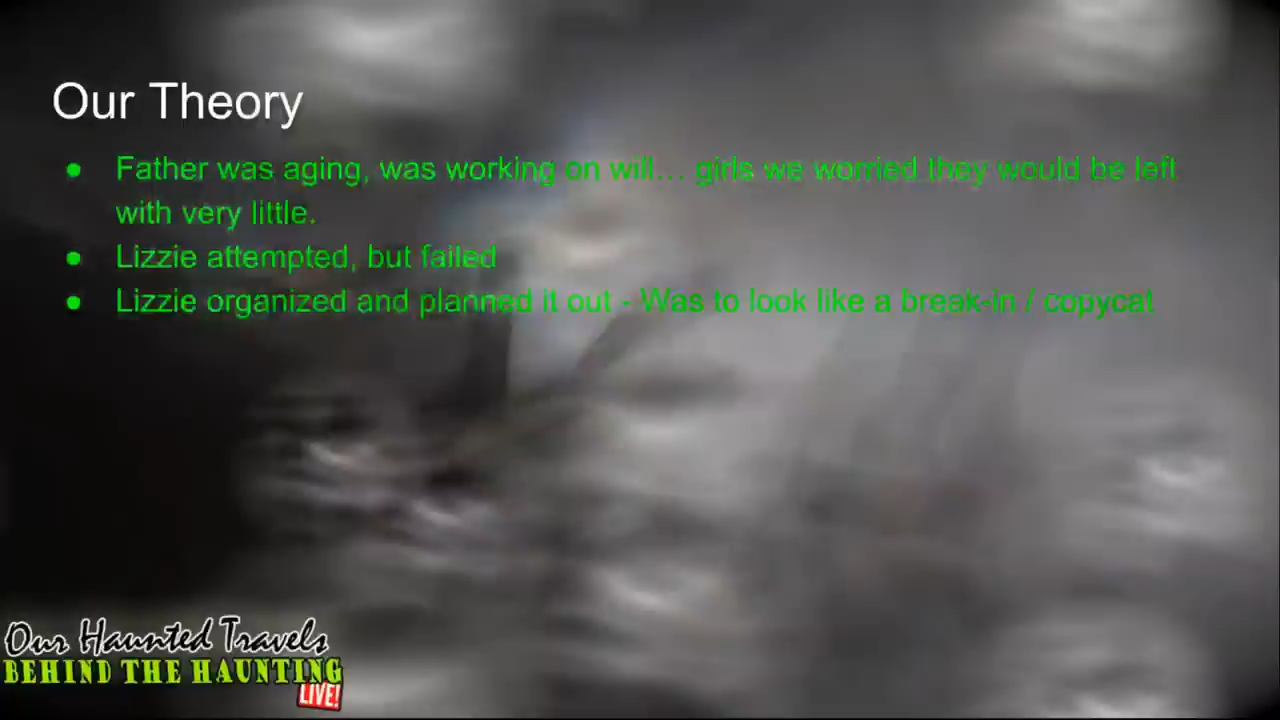 Our Theory
● Father was aging, was working on will... girls we worried they would be left
with very little.
● Lizzie attempted, but failed
● Lizzie organized and planned it out - Was to look like a break-in / copycat
Our Haunted Travels
BEHIND THE HAUNTING
LIVE!